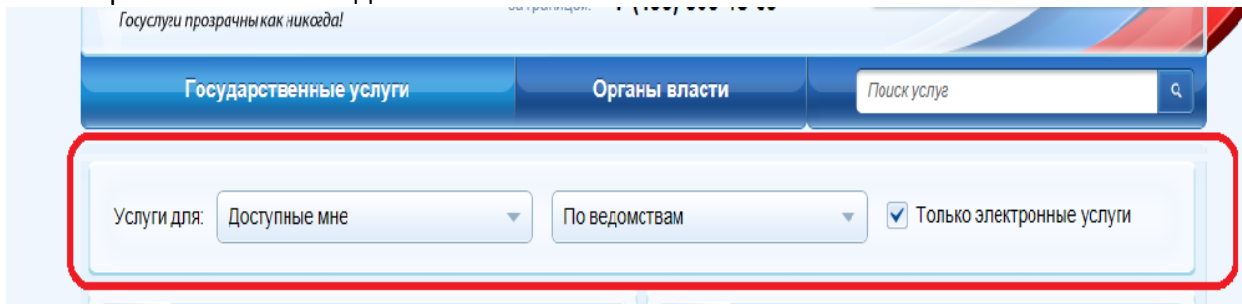 Госуслуги прозрачны как никогда!
Государственные услуги
Органы власти
Поиск услуг
Услуги для:
Доступные мне
По ведомствам
Только электронные услуги